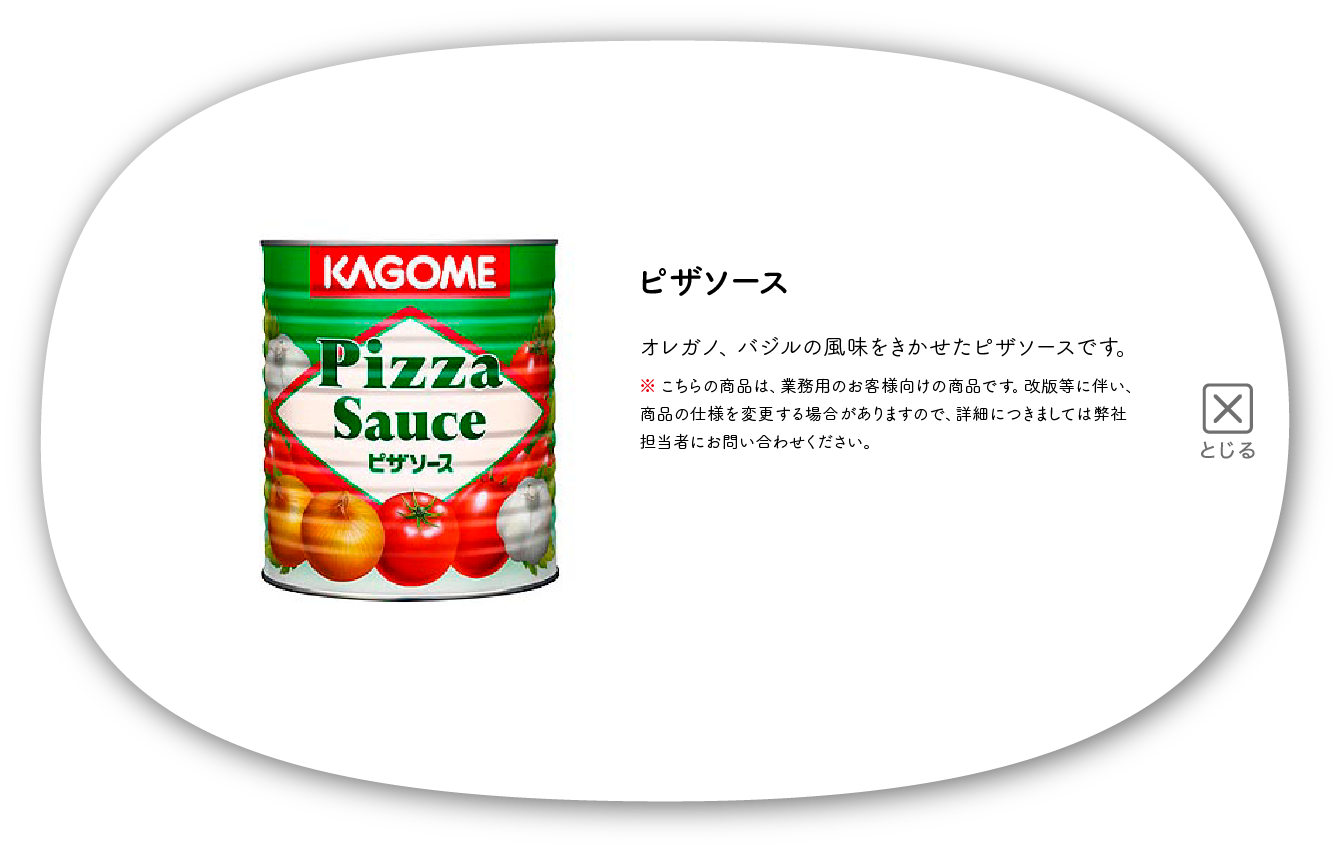 KAGOME
Pizza
Sauce
ピザソース
ピザソース
オレガノ、バジルの風味をきかせたピザソースです。
※ こちらの商品は、業務用のお客様向けの商品です。改版等に伴い、
商品の仕様を変更する場合がありますので、詳細につきましては弊社
担当者にお問い合わせください。
とじる